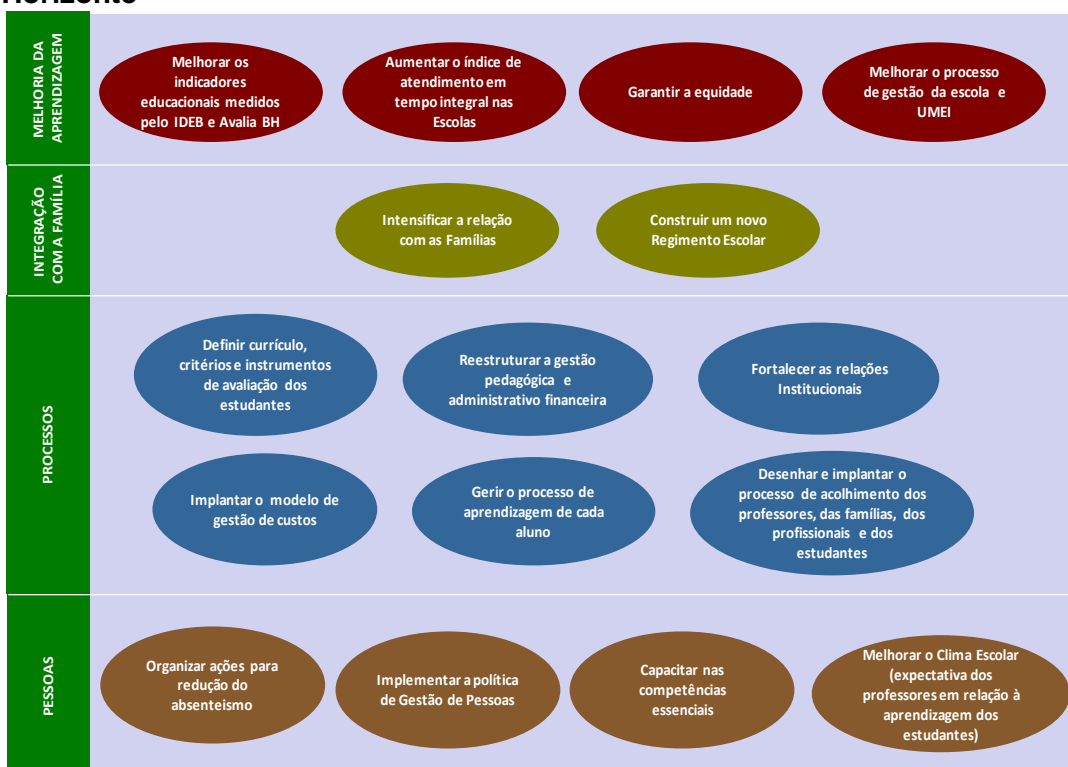 Horizonte
MELHORIA DA
APRENDIZAGEM
Melhorar os
indicadores
educacionais medidos
pelo IDEB e Avalia BH
Aumentar o índice de
atendimento em
tempo integral nas
Escolas
Garantir a equidade
Melhorar o processo
de gestão da escola e
UMEI
INTEGRAÇÃO
COM A FAMÍLIA
Intensificar a relação
com as Famílias
Construir um novo
Regimento Escolar
PROCESSOS
Definir currículo,
critérios e instrumentos
de avaliação dos
estudantes
Reestruturar a gestão
pedagógica e
administrativo financeira
Fortalecer as relações
Institucionais
Implantar o modelo de
gestão de custos
Gerir o processo de
aprendizagem de cada
aluno
Desenhar e implantar o
processo de acolhimento dos
professores, das famílias, dos
profissionais e dos
estudantes
PESSOAS
Organizar ações para
redução do
absenteísmo
Implementar a política
de Gestão de Pessoas
Capacitar nas
competências
essenciais
Melhorar o Clima Escolar
(expectativa dos
professores em relação à
aprendizagem dos
estudantes)